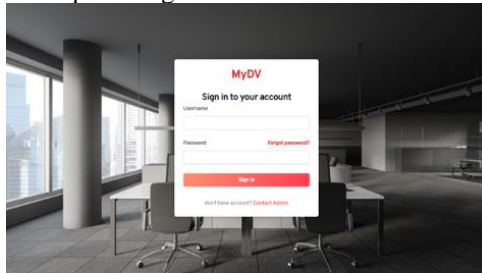 MyDV
Sign in to your account
Username
Password
Forgot password?
Sign in
don't have account? Contact Admin